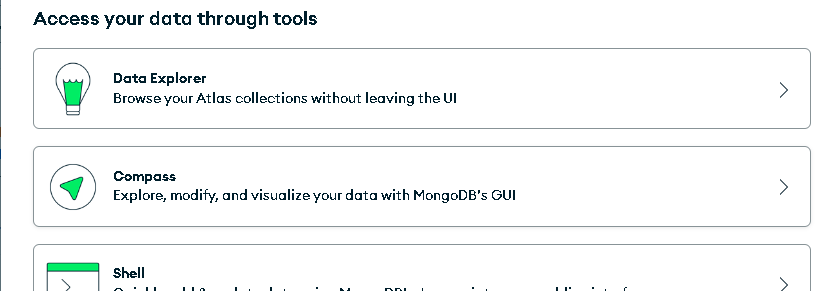 Access your data through tools
Data Explorer
Browse your Atlas collections without leaving the UI
Compass
Explore, modify, and visualize your data with MongoDB's GUI
Shell